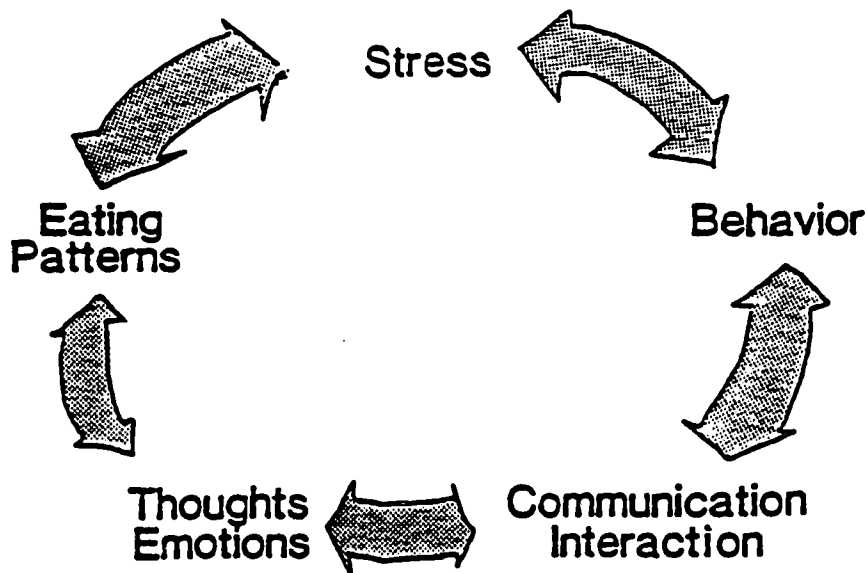 Stress
Behavior
Communication
Interaction
Thoughts
Emotions
Eating
Patterns